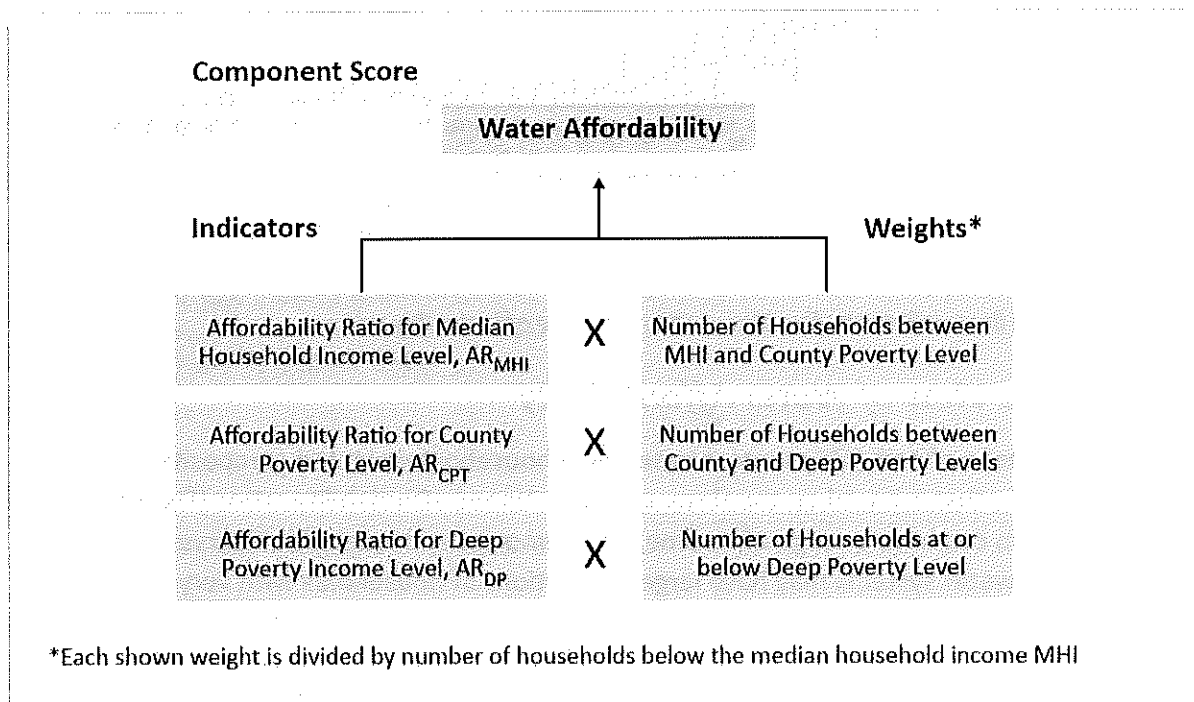 Component Score
Water Affordability
Indicators
Weights*
Affordability Ratio for Median
Household Income Level, AR_MHI
X
Number of Households between
MHI and County Poverty Level
Affordability Ratio for County
Poverty Level, AR_CPT
X
Number of Households between
County and Deep Poverty Levels
Affordability Ratio for Deep
Poverty Income Level, AR_DP
X
Number of Households at or
below Deep Poverty Level
*Each shown weight is divided by number of households below the median household income MHI